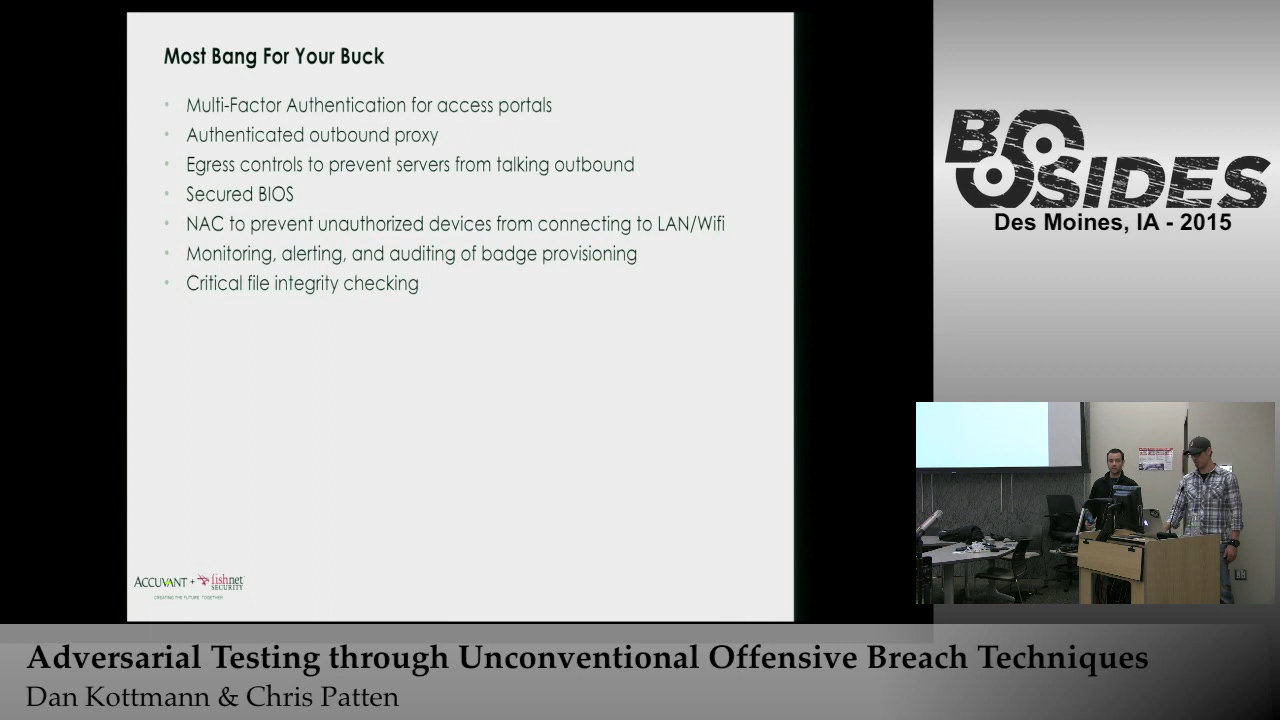 Most Bang For Your Buck
Multi-Factor Authentication for access portals
Authenticated outbound proxy
Egress controls to prevent servers from talking outbound
Secured BIOS
NAC to prevent unauthorized devices from connecting to LAN/Wifi
Monitoring, alerting, and auditing of badge provisioning
Critical file integrity checking
ACCUVANT + fishnet
SECURITY
CREATING THE FUTURE TOGETHER
BSIDES
Des Moines, IA - 2015
Adversarial Testing through Unconventional Offensive Breach Techniques
Dan Kottmann & Chris Patten